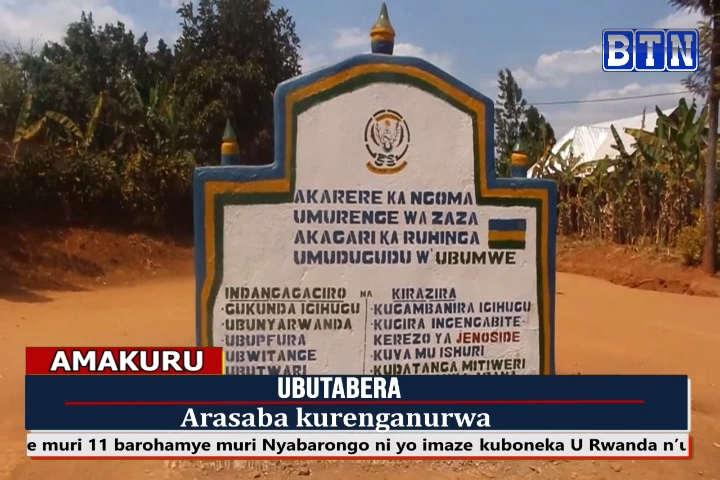 BTN
AKARERE KA NGOMA
UMURENGE WA ZAZA
AKAGARI KA RUHINGA
UMUDUGUDU W'UBUMWE
INDANGAGACIRO NA KIRAZIRA
·GUKUNDA IGIHUGU
·UBUNYARWANDA
UBUPFURA
UBWITANGE
UBUTWARI
·KUGAMBANIRA IGIHUGU
·KUGIRA INGENGABITE-
KEREZO YA JENOSIDE
·KUVA MU ISHURI
·KUDATANGA MITIWERI
AMAKURU
UBUTABERA
Arasaba kurenganurwa
e muri 11 barohamye muri Nyabarongo ni yo imaze kuboneka U Rwanda n'u